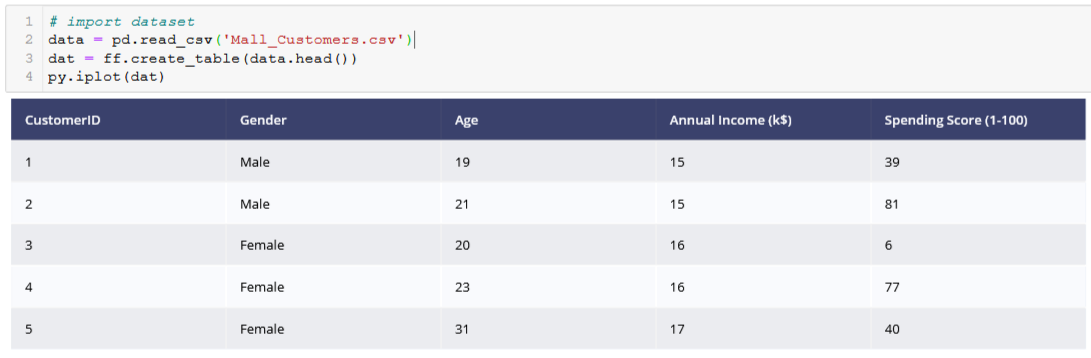 1 # import dataset
2 data = pd.read_csv('Mall_Customers.csv')
3 dat = ff.create_table(data.head())
4 py.iplot(dat)
CustomerID Gender Age Annual Income (k$) Spending Score (1-100)
1 Male 19 15 39
2 Male 21 15 81
3 Female 20 16 6
4 Female 23 16 77
5 Female 31 17 40